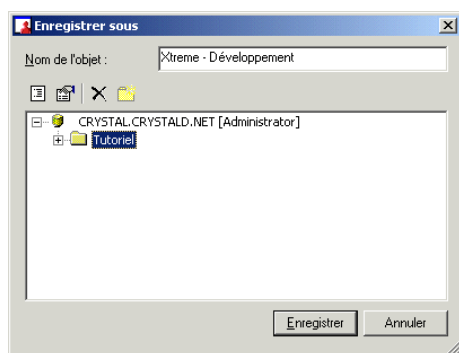 Enregistrer sous
Nom de l'objet : Xtreme - Développement
CRYSTAL.CRYSTALD.NET [Administrator]
Tutoriel
Enregistrer Annuler